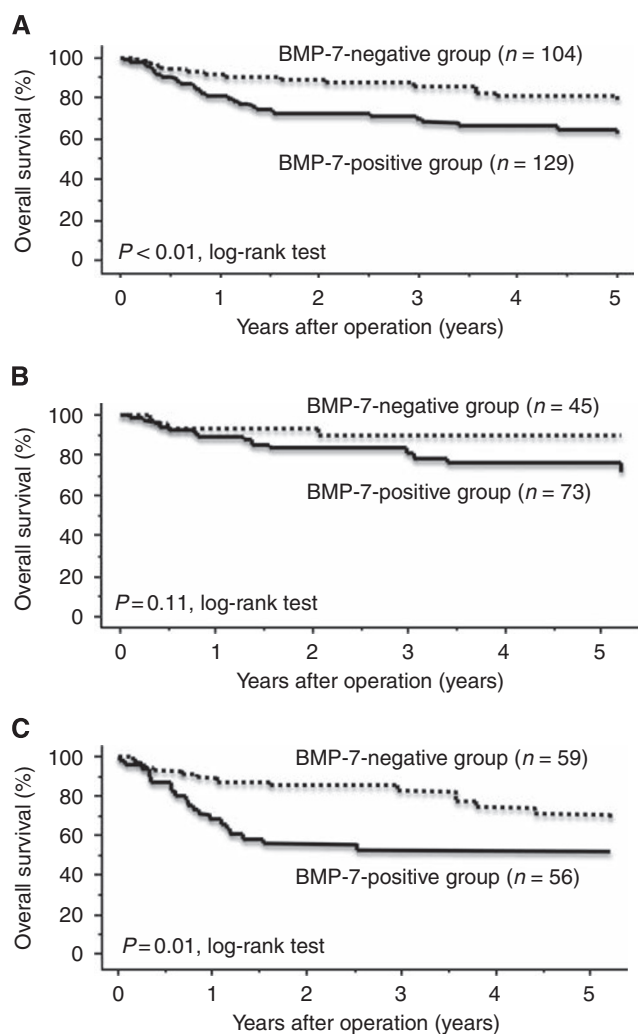 A
Overall survival (%)
100
80
60
40
20
0
BMP-7-negative group (n = 104)
BMP-7-positive group (n = 129)
P < 0.01, log-rank test
0 1 2 3 4 5
Years after operation (years)
B
Overall survival (%)
100
80
60
40
20
0
BMP-7-negative group (n = 45)
BMP-7-positive group (n = 73)
P = 0.11, log-rank test
0 1 2 3 4 5
Years after operation (years)
C
Overall survival (%)
100
80
60
40
20
0
BMP-7-negative group (n = 59)
BMP-7-positive group (n = 56)
P = 0.01, log-rank test
0 1 2 3 4 5
Years after operation (years)